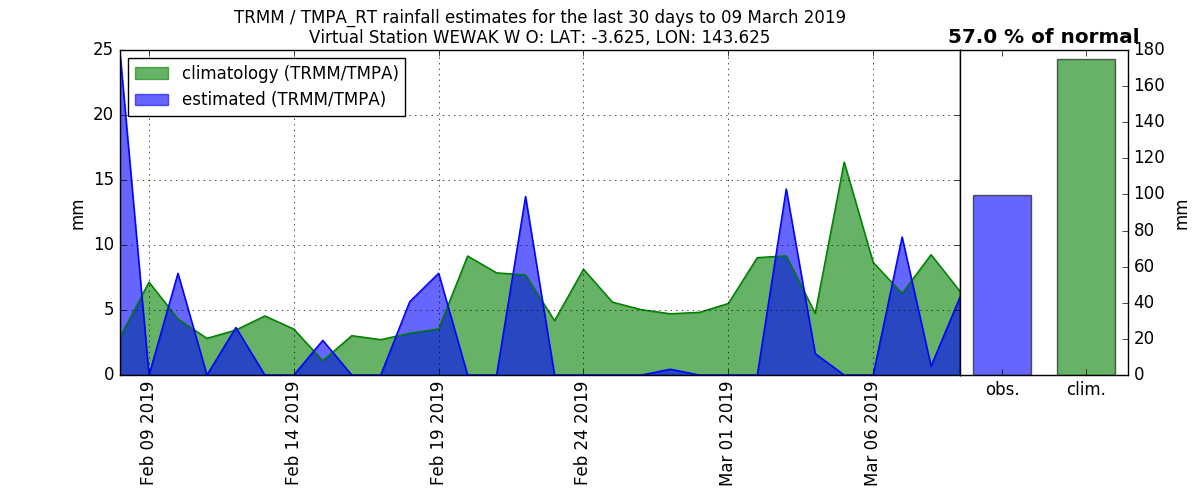 TRMM / TMPA_RT rainfall estimates for the last 30 days to 09 March 2019
Virtual Station WEWAK W O: LAT: -3.625, LON: 143.625
57.0 % of normal
climatology (TRMM/TMPA)
estimated (TRMM/TMPA)
25
20
15
10
5
0
mm
180
160
140
120
100
80
60
40
20
0
mm
Feb 09 2019
Feb 14 2019
Feb 19 2019
Feb 24 2019
Mar 01 2019
Mar 06 2019
obs.
clim.